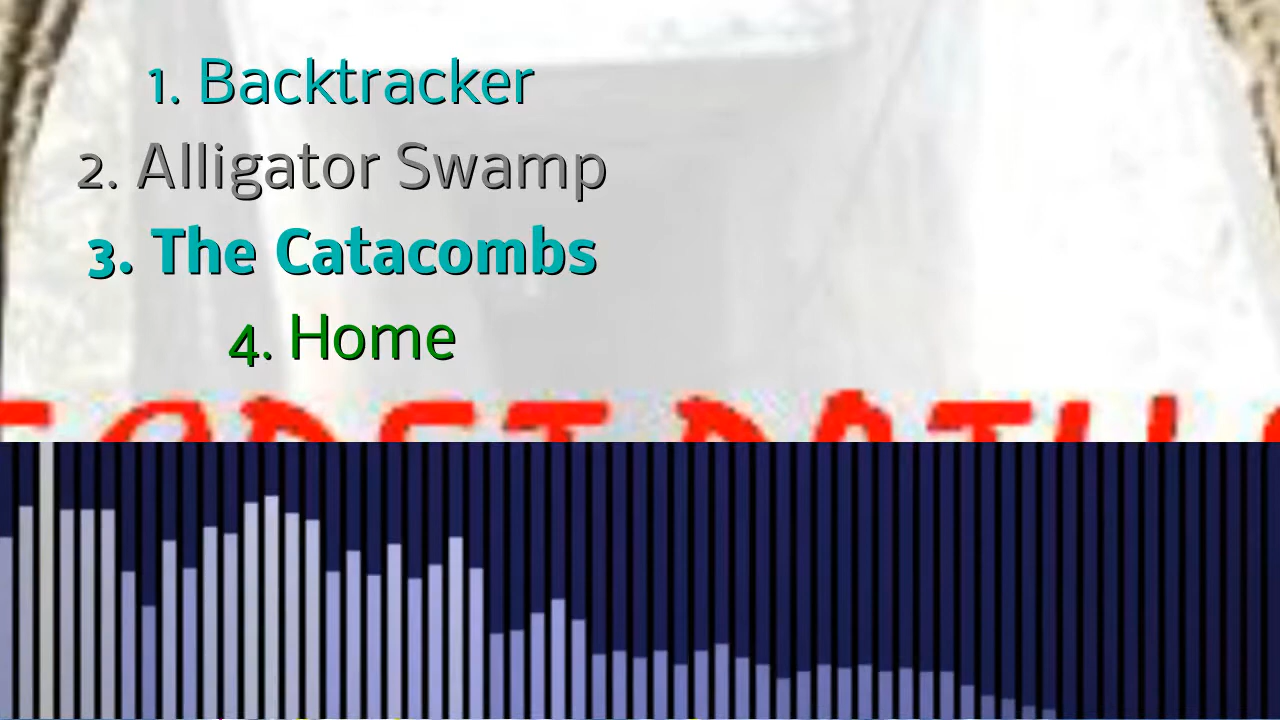 1. Backtracker
2. Alligator Swamp
3. The Catacombs
4. Home